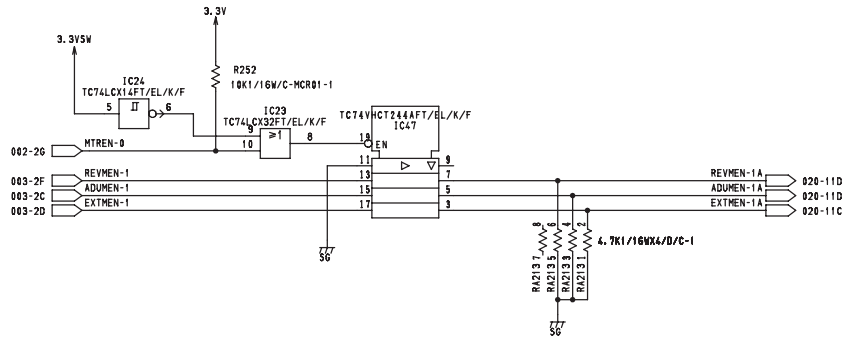 3.3V
3.3VSW
R252
10K1/16W/C-MCR01-1
IC24
TC74LCX14FT/EL/K/F
5 6
IC23
TC74LCX32FT/EL/K/F
TC74VHCT244AFT/EL/K/F
IC47
9 ≥1 8 19 EN
002-2G MTREN-0 10
11 9
003-2F REVMEN-1 13 7 REVMEN-1A 020-11D
003-2C ADUMEN-1 15 5 ADUMEN-1A 020-11D
003-2D EXTMEN-1 17 3 EXTMEN-1A 020-11C
8 6 4 2
4.7K1/16WX4/D/C-1
RA213 7
RA213 5
RA213 3
RA213 1
SG
SG